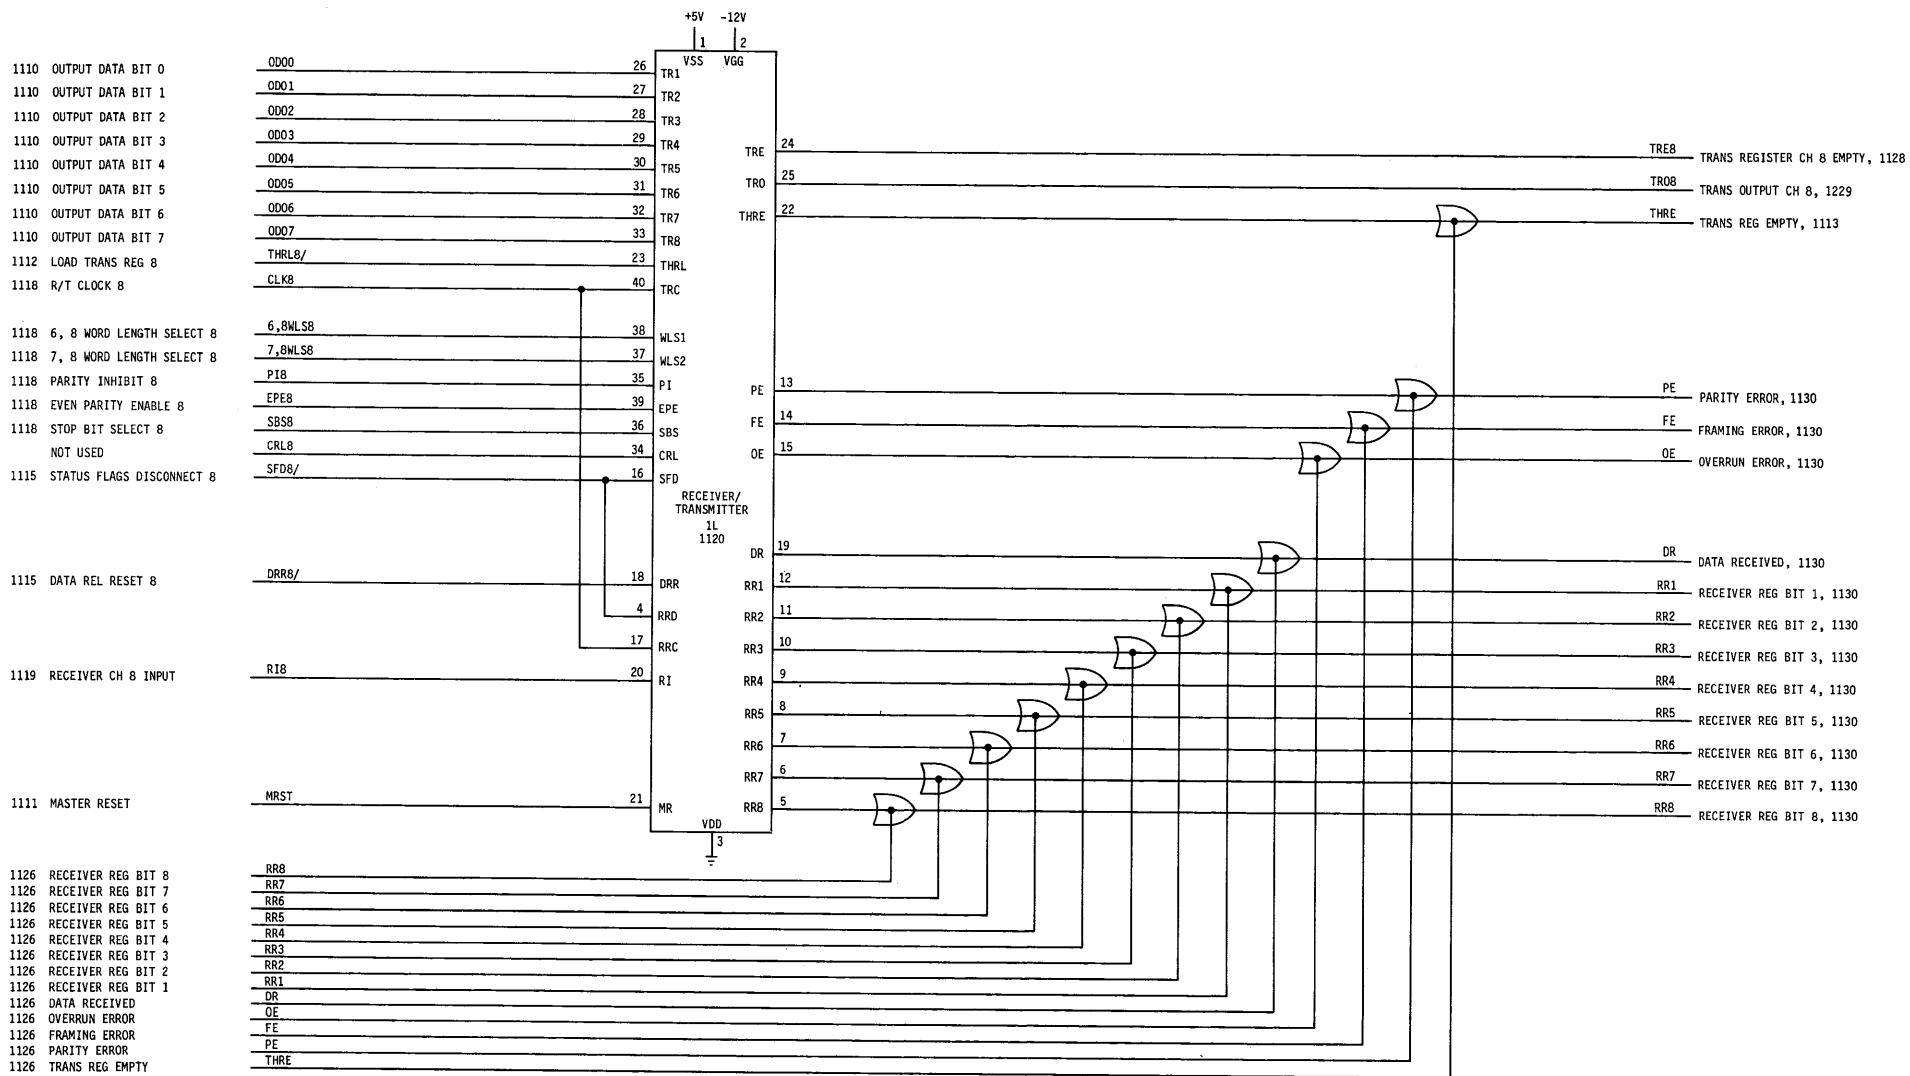 +5V -12V
1 2
VSS VGG
1110 OUTPUT DATA BIT 0 OD00 26 TR1
1110 OUTPUT DATA BIT 1 OD01 27 TR2
1110 OUTPUT DATA BIT 2 OD02 28 TR3
1110 OUTPUT DATA BIT 3 OD03 29 TR4
1110 OUTPUT DATA BIT 4 OD04 30 TR5
1110 OUTPUT DATA BIT 5 OD05 31 TR6
1110 OUTPUT DATA BIT 6 OD06 32 TR7
1110 OUTPUT DATA BIT 7 OD07 33 TR8
1112 LOAD TRANS REG 8 THRL8/ 23 THRL
1118 R/T CLOCK 8 CLK8 40 TRC
1118 6, 8 WORD LENGTH SELECT 8 6,8WLS8 38 WLS1
1118 7, 8 WORD LENGTH SELECT 8 7,8WLS8 37 WLS2
1118 PARITY INHIBIT 8 PI8 35 PI
1118 EVEN PARITY ENABLE 8 EPE8 39 EPE
1118 STOP BIT SELECT 8 SBS8 36 SBS
NOT USED CRL8 34 CRL
1115 STATUS FLAGS DISCONNECT 8 SFD8/ 16 SFD
RECEIVER/
TRANSMITTER
1L
1120
1115 DATA REL RESET 8 DRR8/ 18 DRR
4 RRD
17 RRC
1119 RECEIVER CH 8 INPUT RI8 20 RI
1111 MASTER RESET MRST 21 MR
VDD
3
TRE 24 TRE8 TRANS REGISTER CH 8 EMPTY, 1128
TRO 25 TRO8 TRANS OUTPUT CH 8, 1229
THRE 22 THRE TRANS REG EMPTY, 1113
PE 13 PE PARITY ERROR, 1130
FE 14 FE FRAMING ERROR, 1130
OE 15 OE OVERRUN ERROR, 1130
DR 19 DR DATA RECEIVED, 1130
RR1 12 RR1 RECEIVER REG BIT 1, 1130
RR2 11 RR2 RECEIVER REG BIT 2, 1130
RR3 10 RR3 RECEIVER REG BIT 3, 1130
RR4 9 RR4 RECEIVER REG BIT 4, 1130
RR5 8 RR5 RECEIVER REG BIT 5, 1130
RR6 7 RR6 RECEIVER REG BIT 6, 1130
RR7 6 RR7 RECEIVER REG BIT 7, 1130
RR8 5 RR8 RECEIVER REG BIT 8, 1130
1126 RECEIVER REG BIT 8 RR8
1126 RECEIVER REG BIT 7 RR7
1126 RECEIVER REG BIT 6 RR6
1126 RECEIVER REG BIT 5 RR5
1126 RECEIVER REG BIT 4 RR4
1126 RECEIVER REG BIT 3 RR3
1126 RECEIVER REG BIT 2 RR2
1126 RECEIVER REG BIT 1 RR1
1126 DATA RECEIVED DR
1126 OVERRUN ERROR OE
1126 FRAMING ERROR FE
1126 PARITY ERROR PE
1126 TRANS REG EMPTY THRE